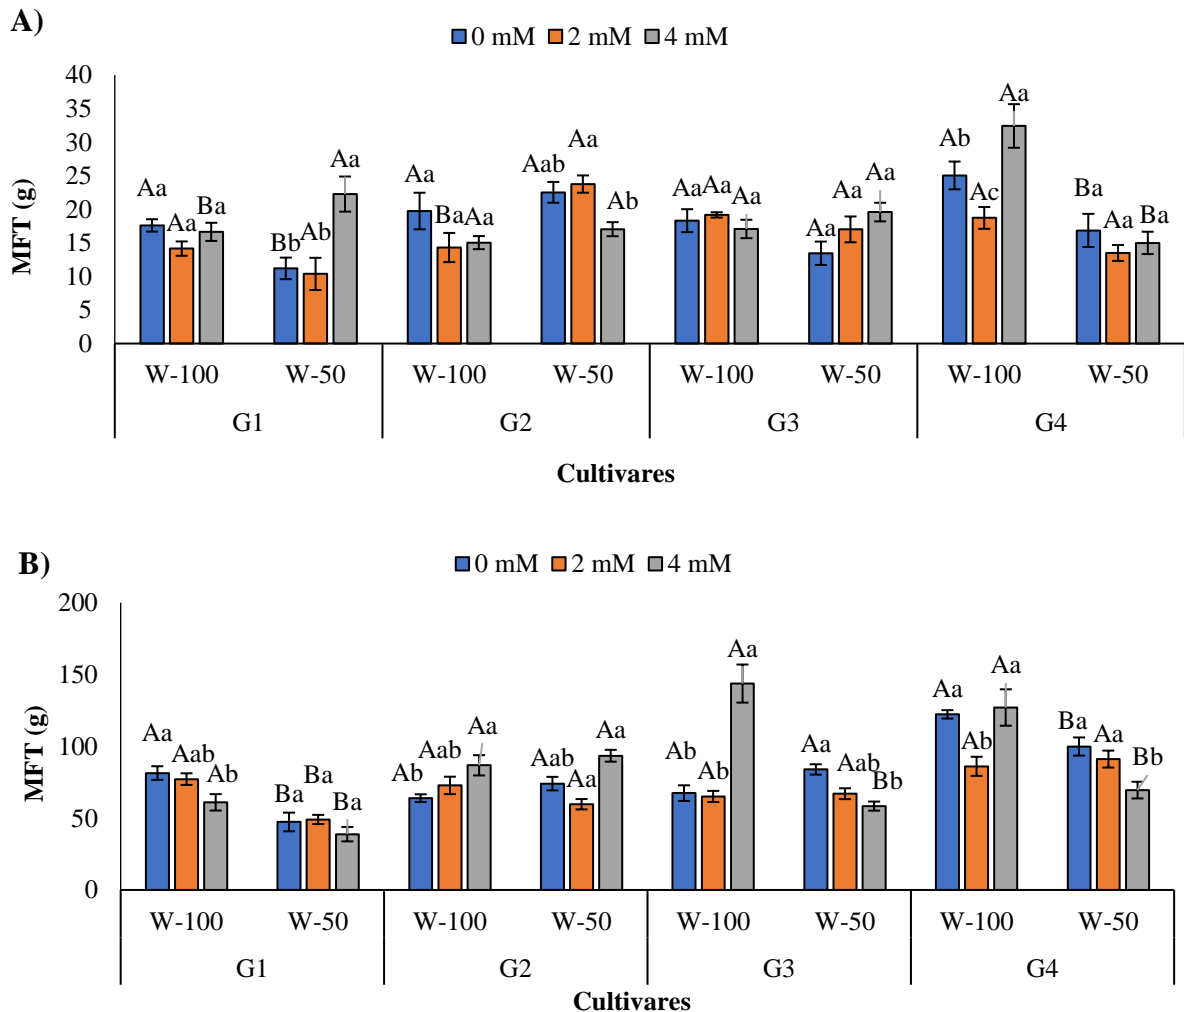 A)
0 mM 2 mM 4 mM
MFT (g)
40
35
30
25
20
15
10
5
0
Aa Aa Ba Bb Ab Aa Aa Ba Aa Aab Aa Ab Aa Aa Aa Aa Aa Aa Ab Ac Aa Ba Aa Ba
W-100 W-50 W-100 W-50 W-100 W-50 W-100 W-50
G1 G2 G3 G4
Cultivares
B)
0 mM 2 mM 4 mM
MFT (g)
200
150
100
50
0
Aa Aab Ab Ba Ba Ba Ab Aab Aa Aab Aa Aa Ab Ab Aa Aa Aab Bb Aa Ab Aa Ba Aa Bb
W-100 W-50 W-100 W-50 W-100 W-50 W-100 W-50
G1 G2 G3 G4
Cultivares